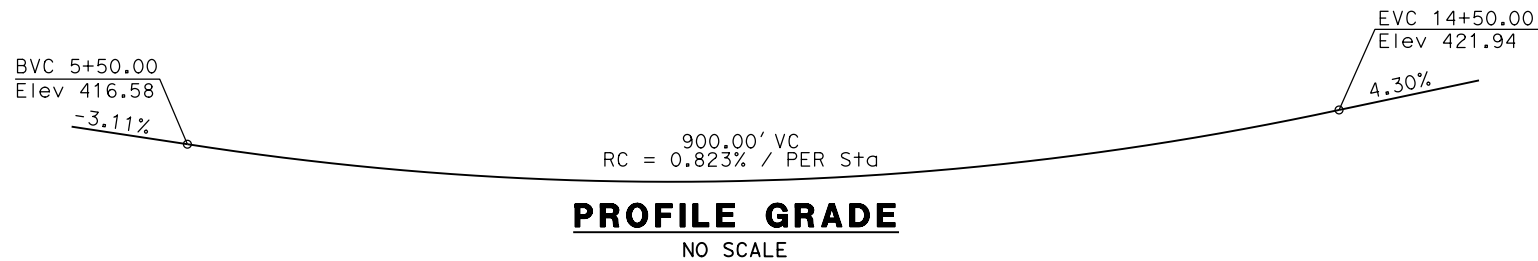 BVC 5+50.00
Elev 416.58
-3.11%
900.00' VC
RC = 0.823% / PER Sta
EVC 14+50.00
Elev 421.94
4.30%
PROFILE GRADE
NO SCALE